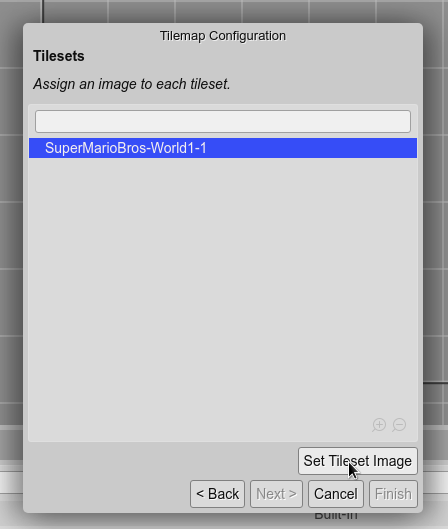 Tilemap Configuration
Tilesets
Assign an image to each tileset.
SuperMarioBros-World1-1
Set Tileset Image
< Back
Next >
Cancel
Finish
Built-in